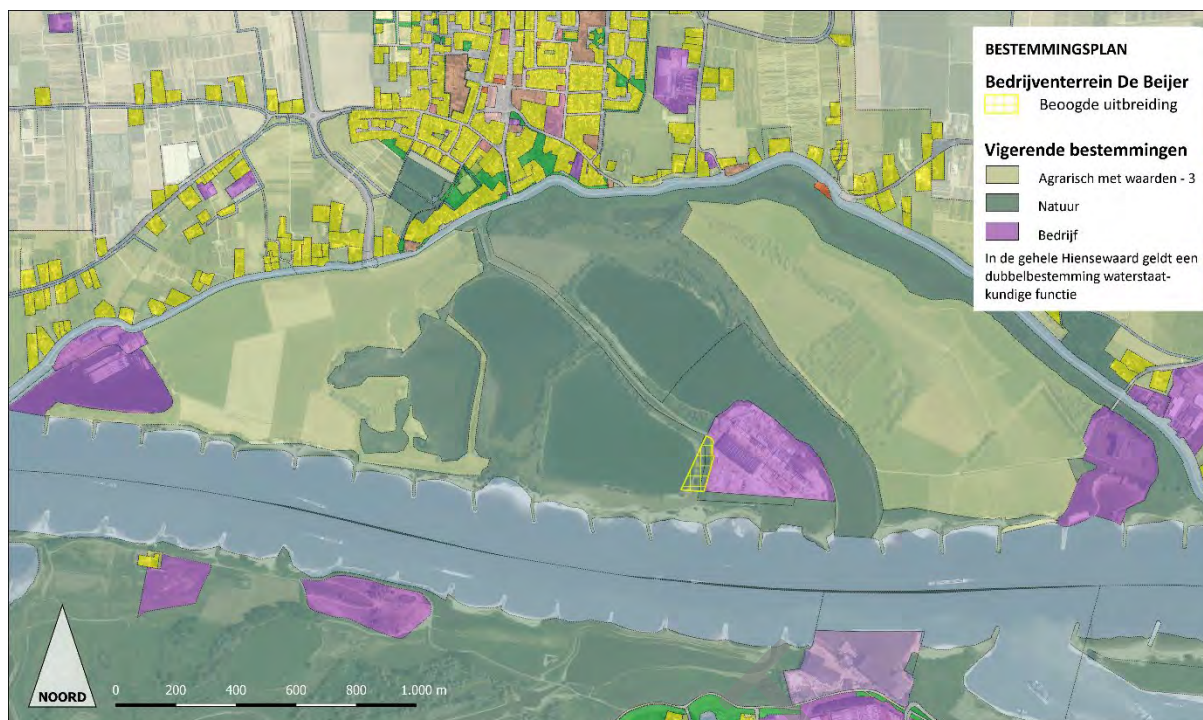 BESTEMMINGSPLAN
Bedrijventerrein De Beijer
Beoogde uitbreiding
Vigerende bestemmingen
Agrarisch met waarden - 3
Natuur
Bedrijf
In de gehele Hiensewaard geldt een
dubbelbestemming waterstaat-
kundige functie
NOORD
0 200 400 600 800 1.000 m